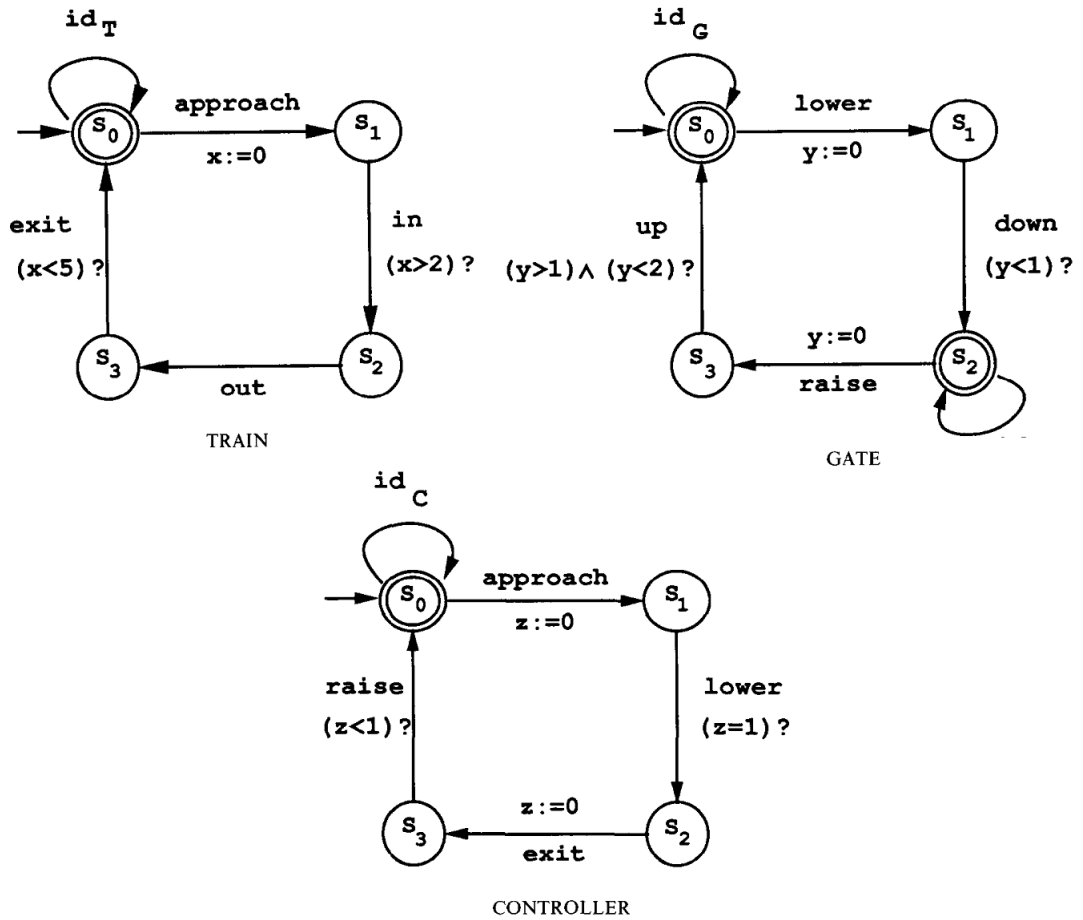 id_T
approach
S_0
S_1
x:=0
exit
(x<5)?
in
(x>2)?
S_3
S_2
out
TRAIN
id_G
lower
S_0
S_1
y:=0
up
(y>1)∧(y<2)?
down
(y<1)?
y:=0
S_3
S_2
raise
GATE
id_C
approach
S_0
S_1
z:=0
raise
(z<1)?
lower
(z=1)?
z:=0
S_3
S_2
exit
CONTROLLER